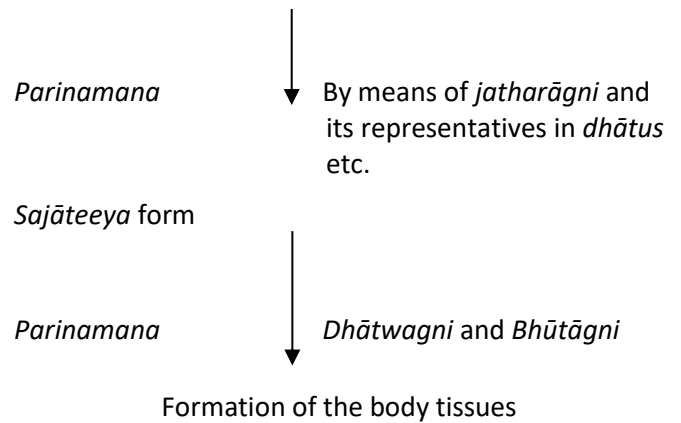 Parinamana By means of jatharāgni and
its representatives in dhātus
etc.
Sajāteeya form
Parinamana Dhātwagni and Bhūtāgni
Formation of the body tissues